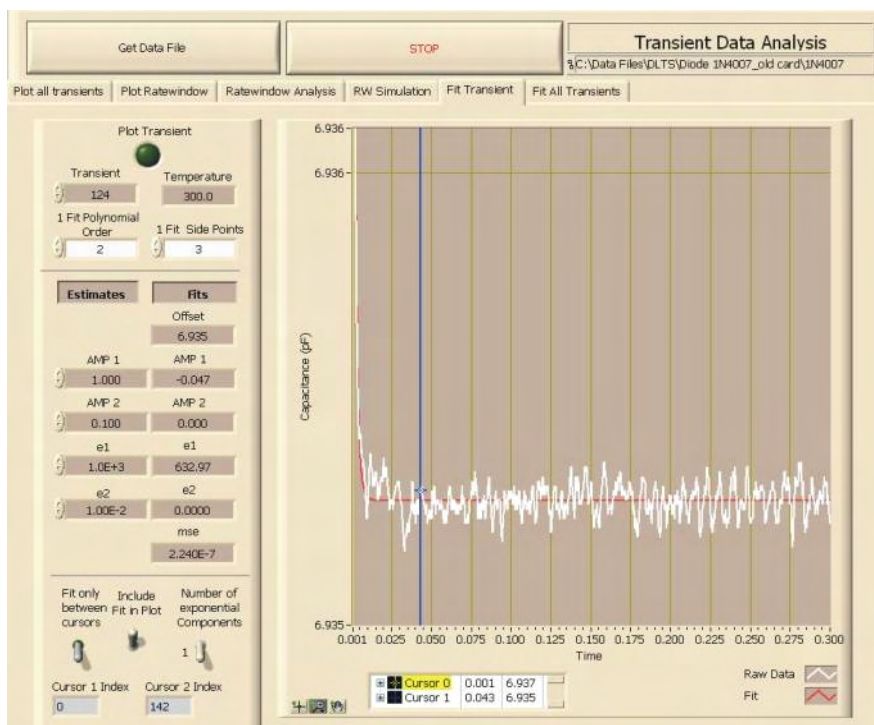 Get Data File
STOP
Transient Data Analysis
C:\Data Files\DLTS\Diode 1N4007_old card\1N4007
Plot all transients
Plot Ratewindow
Ratewindow Analysis
RW Simulation
Fit Transient
Fit All Transients
Plot Transient
Transient
Temperature
124
300.0
1 Fit Polynomial
Order
1 Fit Side Points
2
3
Estimates
Fits
Offset
6.935
AMP 1
AMP 1
1.000
-0.047
AMP 2
AMP 2
0.100
0.000
e1
e1
1.0E+3
632.97
e2
e2
1.00E-2
0.0000
mse
2.240E-7
Fit only
between
cursors
Include
Fit in Plot
Number of
exponential
Components
1
Cursor 1 Index
Cursor 2 Index
0
142
6.936
6.936
Capacitance (pF)
6.935
0.001 0.025 0.050 0.075 0.100 0.125 0.150 0.175 0.200 0.225 0.250 0.275 0.300
Time
Cursor 0 0.001 6.937
Cursor 1 0.043 6.935
Raw Data
Fit